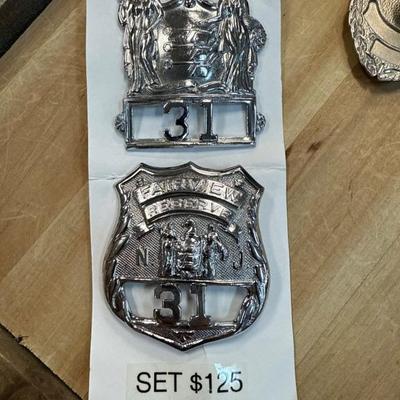 31
FAIRVIEW
RESERVE
N J
31
SET $125